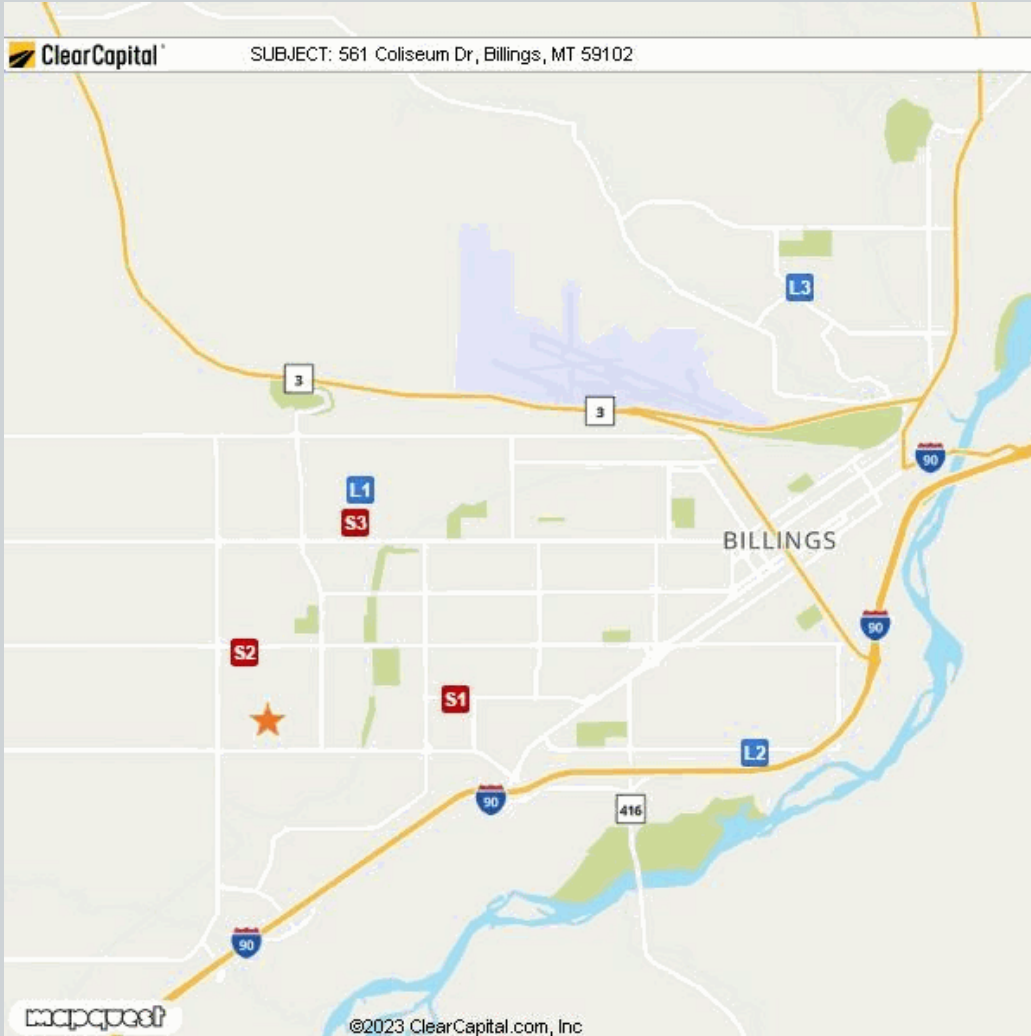 ClearCapital SUBJECT: 561 Coliseum Dr, Billings, MT 59102
L3
3
3
90
L1
S3
BILLINGS
90
S2
S1
L2
90
416
90
mapquest
©2023 ClearCapital.com, Inc